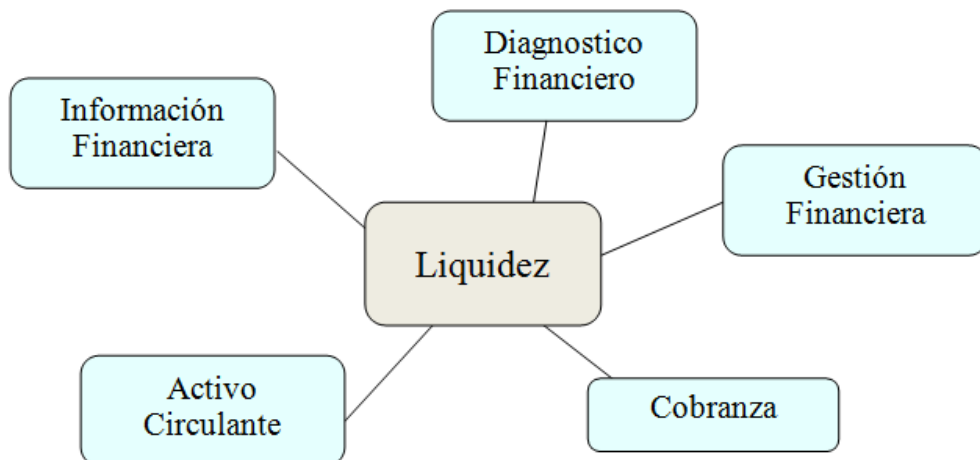 Diagnostico
Financiero
Información
Financiera
Gestión
Financiera
Liquidez
Activo
Circulante
Cobranza